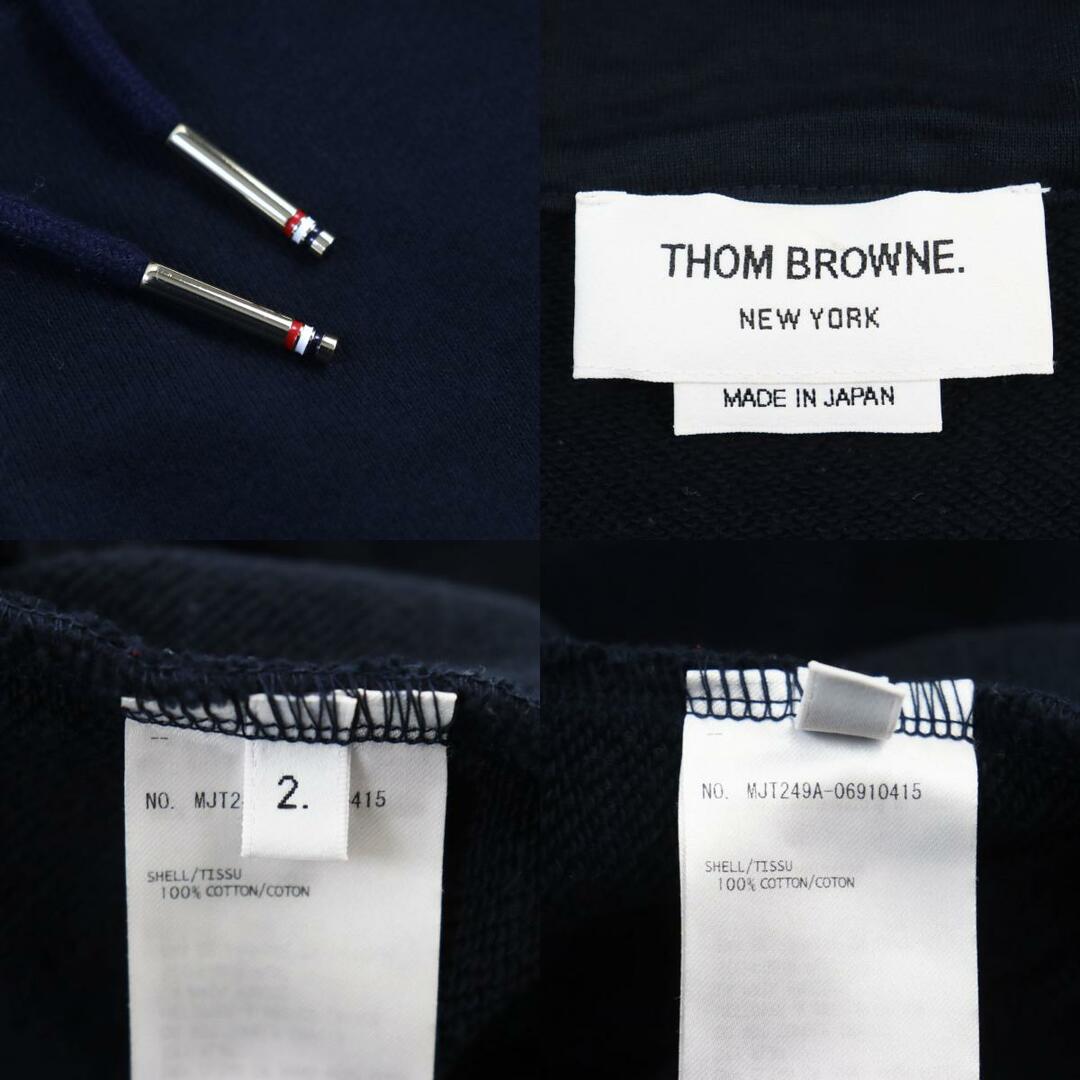 THOM BROWNE.
NEW YORK
MADE IN JAPAN
NO. MJT2 -415
2.
SHELL/TISSU
100% COTTON/COTON
NO. MJT249A-06910415
SHELL/TISSU
100% COTTON/COTON